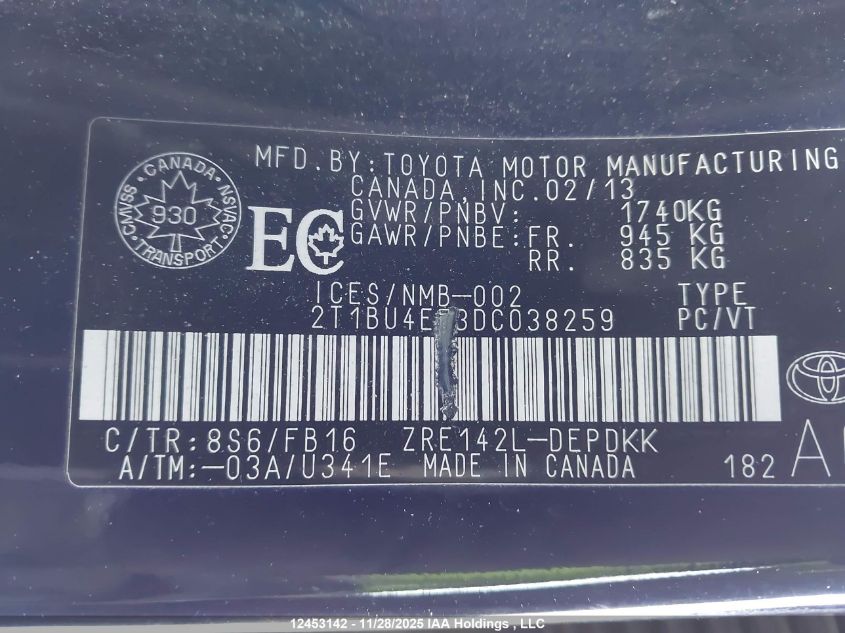 MFD.BY:TOYOTA MOTOR MANUFACTURING
CANADA,INC.02/13
GVWR/PNBV: 1740KG
GAWR/PNBE:FR. 945 KG
RR. 835 KG
CMVSS · CANADA · NSVAC · TRANSPORT
930
EC
ICES/NMB-002 TYPE
PC/VT
C/TR:8S6/FB16 ZRE142L-DEPDKK
A/TM:-03A/U341E MADE IN CANADA
182
12453142 - 11/28/2025 IAA Holdings , LLC